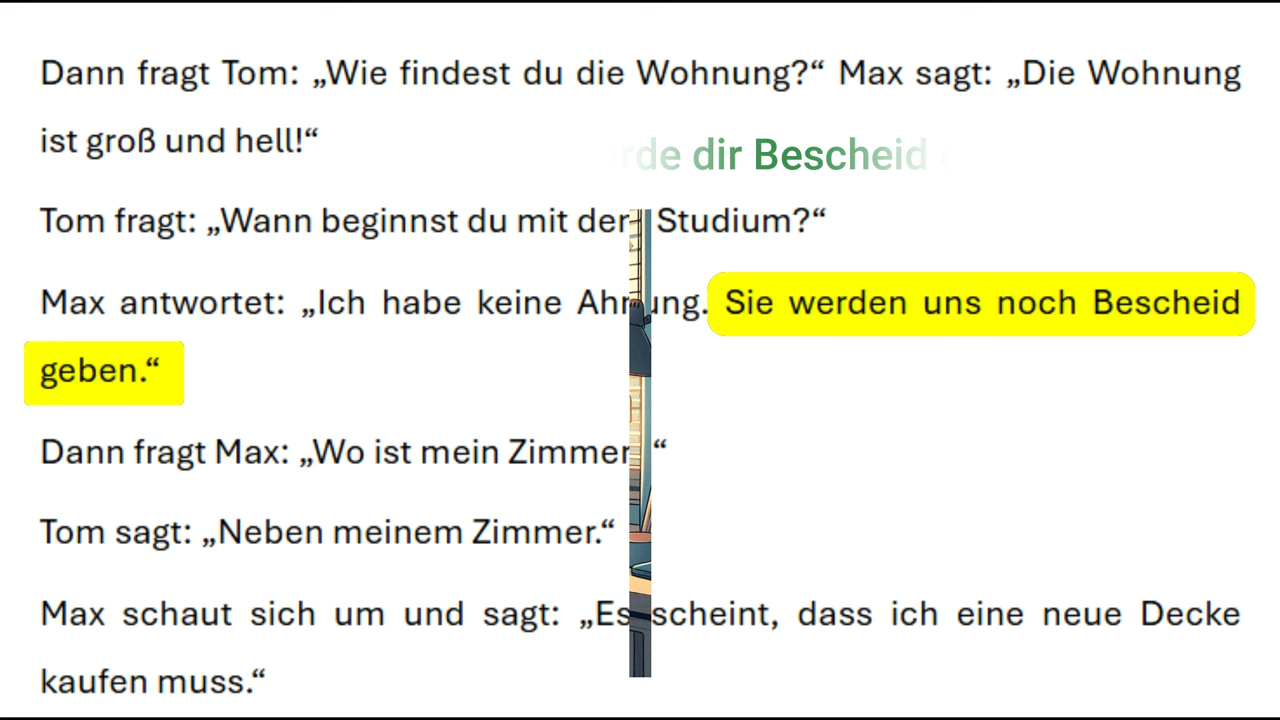 Dann fragt Tom: „Wie findest du die Wohnung?“ Max sagt: „Die Wohnung
ist groß und hell!“
dir Bescheid
Tom fragt: „Wann beginnst du mit dem Studium?“
Max antwortet: „Ich habe keine Ahnung. Sie werden uns noch Bescheid
geben.“
Dann fragt Max: „Wo ist mein Zimmer “
Tom sagt: „Neben meinem Zimmer.“
Max schaut sich um und sagt: „Es scheint, dass ich eine neue Decke
kaufen muss.“